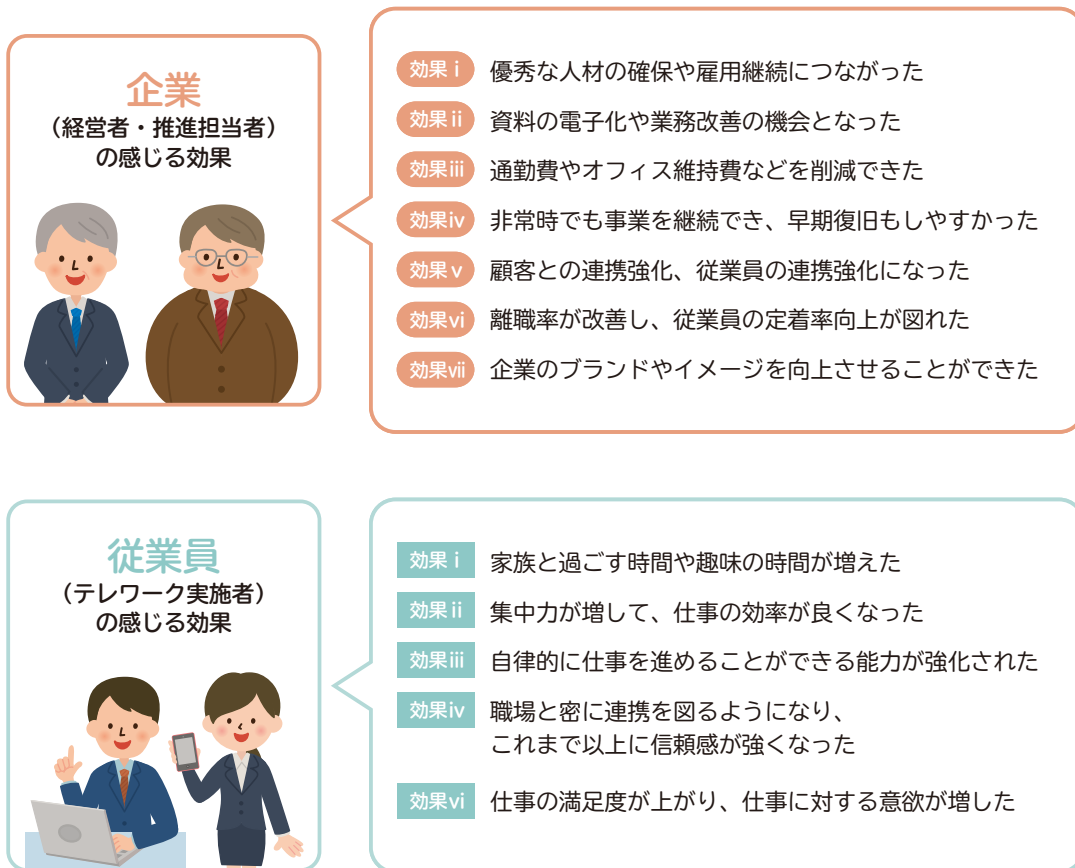 企業
（経営者・推進担当者）
の感じる効果
効果ⅰ 優秀な人材の確保や雇用継続につながった
効果ⅱ 資料の電子化や業務改善の機会となった
効果ⅲ 通勤費やオフィス維持費などを削減できた
効果ⅳ 非常時でも事業を継続でき、早期復旧もしやすかった
効果ⅴ 顧客との連携強化、従業員の連携強化になった
効果ⅵ 離職率が改善し、従業員の定着率向上が図れた
効果ⅶ 企業のブランドやイメージを向上させることができた
従業員
（テレワーク実施者）
の感じる効果
効果ⅰ 家族と過ごす時間や趣味の時間が増えた
効果ⅱ 集中力が増して、仕事の効率が良くなった
効果ⅲ 自律的に仕事を進めることができる能力が強化された
効果ⅳ 職場と密に連携を図るようになり、
これまで以上に信頼感が強くなった
効果ⅵ 仕事の満足度が上がり、仕事に対する意欲が増した